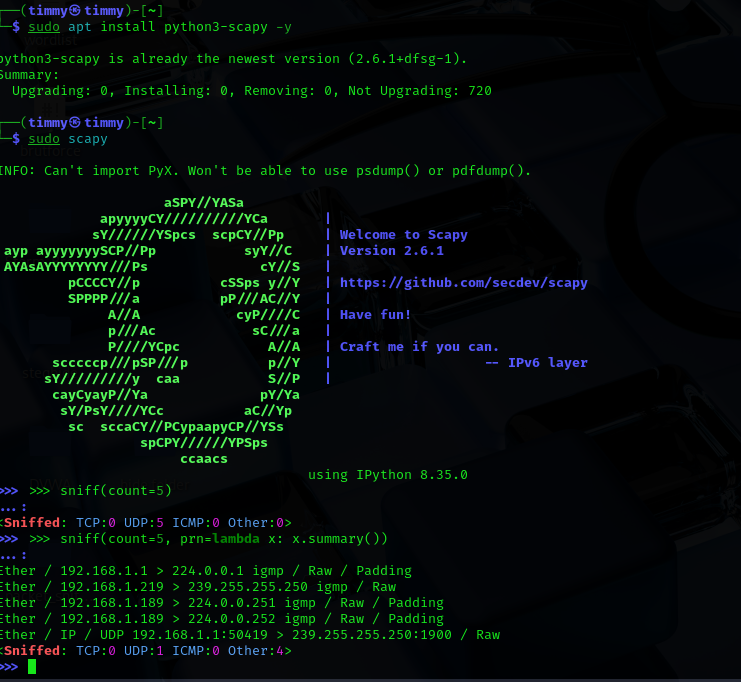 ┌──(timmy㉿timmy)-[~]
└─$ sudo apt install python3-scapy -y
python3-scapy is already the newest version (2.6.1+dfsg-1).
Summary:
  Upgrading: 0, Installing: 0, Removing: 0, Not Upgrading: 720
┌──(timmy㉿timmy)-[~]
└─$ sudo scapy
INFO: Can't import PyX. Won't be able to use psdump() or pdfdump().
                     aSPY//YASa
             apyyyyCY//////////YCa       |
            sY//////YSpcs  scpCY//Pp     | Welcome to Scapy
 ayp ayyyyyyySCP//Pp           syY//C    | Version 2.6.1
 AYAsAYYYYYYYY///Ps              cY//S   |
         pCCCCY//p          cSSps y//Y   | https://github.com/secdev/scapy
         SPPPP///a          pP///AC//Y   |
              A//A            cyP////C   | Have fun!
              p///Ac            sC///a   |
              P////YCpc           A//A   | Craft me if you can.
       scccccp///pSP///p          p//Y   |                   -- IPv6 layer
      sY/////////y  caa           S//P   |
       cayCyayP//Ya              pY/Ya
        sY/PsY////YCc          aC//Yp
         sc  sccaCY//PCypaapyCP//YSs
                  spCPY//////YPSps
                       ccaacs
                                       using IPython 8.35.0
>>> >>> sniff(count=5)
...:
<Sniffed: TCP:0 UDP:5 ICMP:0 Other:0>
>>> >>> sniff(count=5, prn=lambda x: x.summary())
...:
Ether / 192.168.1.1 > 224.0.0.1 igmp / Raw / Padding
Ether / 192.168.1.219 > 239.255.255.250 igmp / Raw
Ether / 192.168.1.189 > 224.0.0.251 igmp / Raw / Padding
Ether / 192.168.1.189 > 224.0.0.252 igmp / Raw / Padding
Ether / IP / UDP 192.168.1.1:50419 > 239.255.255.250:1900 / Raw
<Sniffed: TCP:0 UDP:1 ICMP:0 Other:4>
>>>